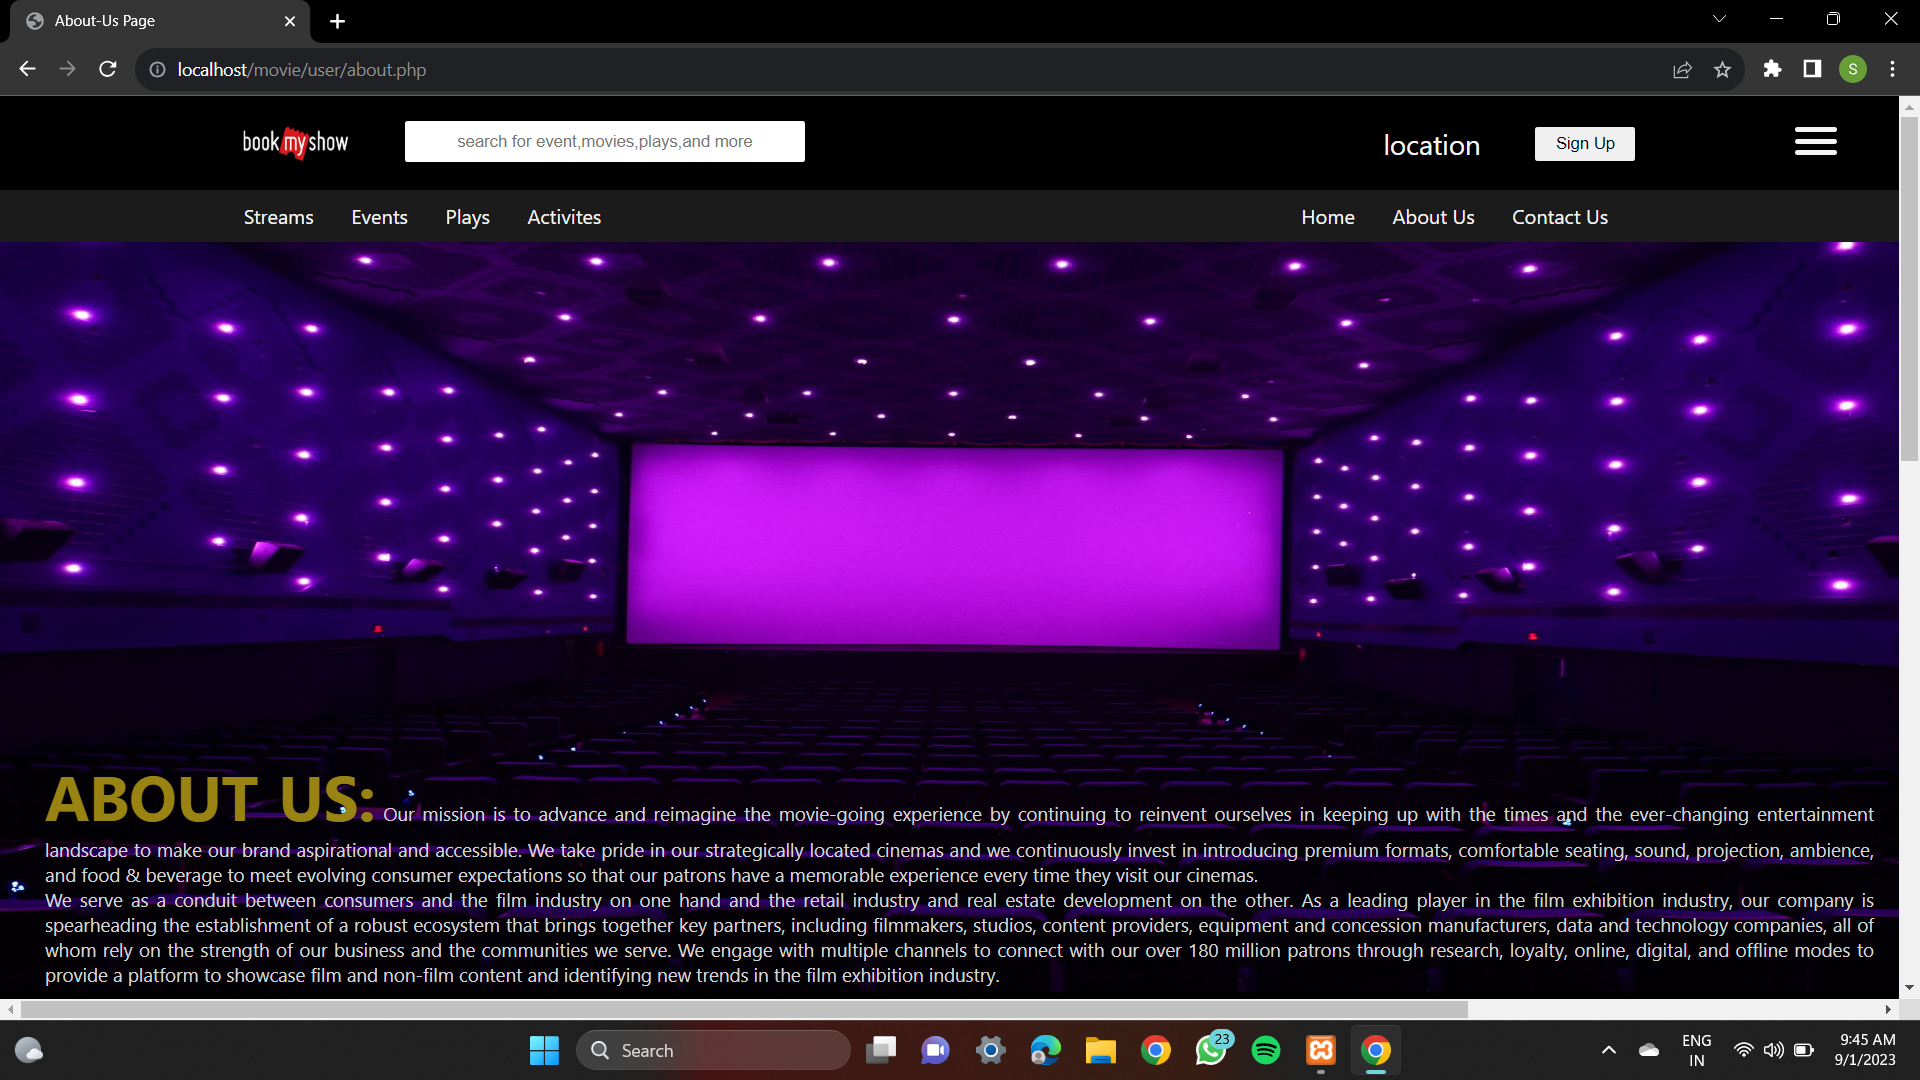 About-Us Page
localhost/movie/user/about.php
S
bookmyshow
search for event,movies,plays,and more
location
Sign Up
Streams Events Plays Activites Home About Us Contact Us
ABOUT US: Our mission is to advance and reimagine the movie-going experience by continuing to reinvent ourselves in keeping up with the times and the ever-changing entertainment
landscape to make our brand aspirational and accessible. We take pride in our strategically located cinemas and we continuously invest in introducing premium formats, comfortable seating, sound, projection, ambience,
and food & beverage to meet evolving consumer expectations so that our patrons have a memorable experience every time they visit our cinemas.
We serve as a conduit between consumers and the film industry on one hand and the retail industry and real estate development on the other. As a leading player in the film exhibition industry, our company is
spearheading the establishment of a robust ecosystem that brings together key partners, including filmmakers, studios, content providers, equipment and concession manufacturers, data and technology companies, all of
whom rely on the strength of our business and the communities we serve. We engage with multiple channels to connect with our over 180 million patrons through research, loyalty, online, digital, and offline modes to
provide a platform to showcase film and non-film content and identifying new trends in the film exhibition industry.
Search
23
ENG
IN
9:45 AM
9/1/2023